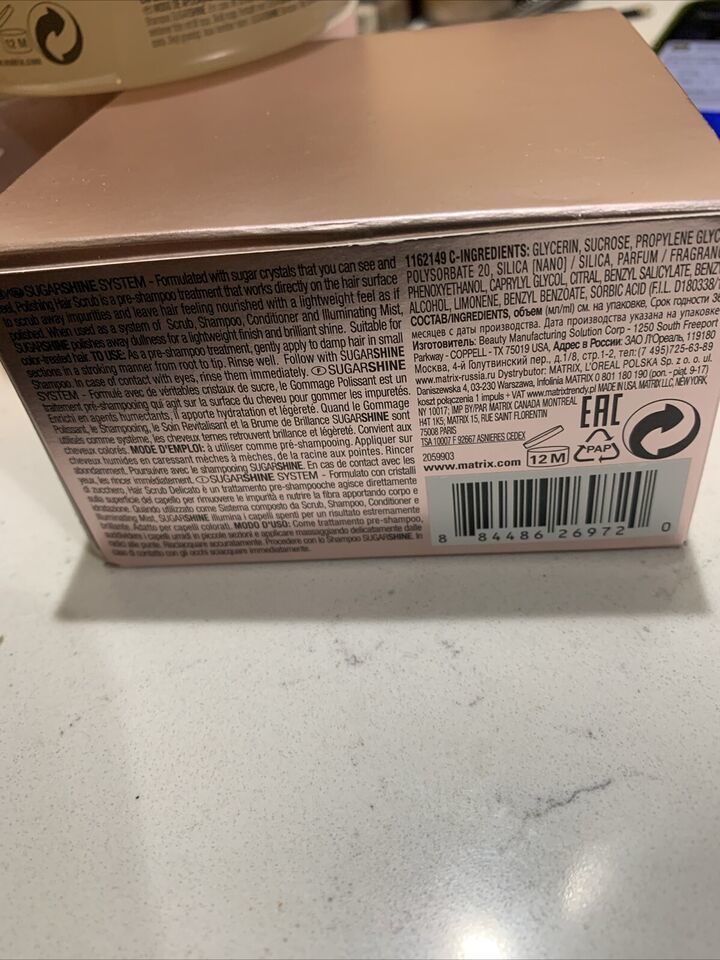 12 M
SUGARSHINE SYSTEM - Formulated with sugar crystals that you can see and
Polishing Hair Scrub is a pre-shampoo treatment that works directly on the hair surface
to scrub away impurities and leave hair feeling nourished with a lightweight feel as if
polished. When used as a system of Scrub, Shampoo, Conditioner and Illuminating Mist,
SUGARSHINE polishes away dullness for a lightweight finish and brilliant shine. Suitable for
color-treated hair. TO USE: As a pre-shampoo treatment, gently apply to damp hair in small
sections in a stroking manner from root to tip. Rinse well. Follow with SUGARSHINE
Shampoo. In case of contact with eyes, rinse them immediately. F SUGARSHINE
SYSTEM - Formulé avec de véritables cristaux de sucre, le Gommage Polissant est un
traitement pré-shampooing qui agit sur la surface du cheveu pour gommer les impuretés.
Enrichi en agents humectants, il apporte hydratation et légèreté. Quand le Gommage
Polissant, le Shampooing, le Soin Revitalisant et la Brume de Brillance SUGARSHINE sont
utilisés comme système, les cheveux ternes retrouvent brillance et légèreté. Convient aux
cheveux colorés. MODE D'EMPLOI: à utiliser comme pré-shampooing. Appliquer sur
cheveux humides en caressant mèches à mèches, de la racine aux pointes. Rincer
abondamment. Poursuivre avec le shampooing SUGARSHINE. En cas de contact avec les
yeux, les rincer immédiatement. I SUGARSHINE SYSTEM - Formulato con cristalli
di zucchero, Hair Scrub Delicato è un trattamento pre-shampoo che agisce direttamente
sulla superficie del capello per rimuovere le impurità e nutrire la fibra apportando corpo e
idratazione. Quando utilizzato come Sistema composto da Scrub, Shampoo, Conditioner e
Illuminating Mist, SUGARSHINE illumina i capelli spenti per un risultato estremamente
brillante. Adatto per capelli colorati. MODO D'USO: Come trattamento pre-shampoo,
suddividere i capelli umidi in piccole sezioni e applicare massaggiando delicatamente dalle
radici alle punte. Risciacquare accuratamente. Procedere con lo Shampoo SUGARSHINE. In
caso di contatto con gli occhi sciacquare immediatamente.
1162149 C-INGREDIENTS: GLYCERIN, SUCROSE, PROPYLENE GLYC
POLYSORBATE 20, SILICA [NANO] / SILICA, PARFUM / FRAGRAN
PHENOXYETHANOL, CAPRYLYL GLYCOL, CITRAL, BENZYL SALICYLATE, BENZ
ALCOHOL, LIMONENE, BENZYL BENZOATE, SORBIC ACID (F.I.L. D180338/1
СОСТАВ/INGREDIENTS, объем (мл/ml) см. на упаковке, Срок годности 3
месяцев с даты производства. Дата производства указана на упаковке
Изготовитель: Beauty Manufacturing Solution Corp - 1250 South Freeport
Parkway - COPPELL - TX 75019 USA, Адрес в России: ЗАО Л'Ореаль, 119180
Москва, 4-й Голутвинский пер., д.1/8, стр.1-2, тел:(7 495)725-63-89
www.matrix-russia.ru Dystrybutor: MATRIX, L'OREAL POLSKA Sp. z o. o. ul.
Daniszewska 4, 03-230 Warszawa, Infolinia MATRIX 0 801 180 190 (pon. - piąt. 9-17)
koszt połączenia 1 impuls + VAT www.matrixtrendy.pl MADE IN USA. MATRIX LLC, NEW YORK,
NY 10017; IMP BY/PAR MATRIX CANADA MONTREAL
H4T 1K5; MATRIX 15, RUE SAINT FLORENTIN
75008 PARIS
TSA 10007 F 92667 ASNIERES CEDEX
EAC
2059903
www.matrix.com
12 M
PAP
8 84486 26972 0